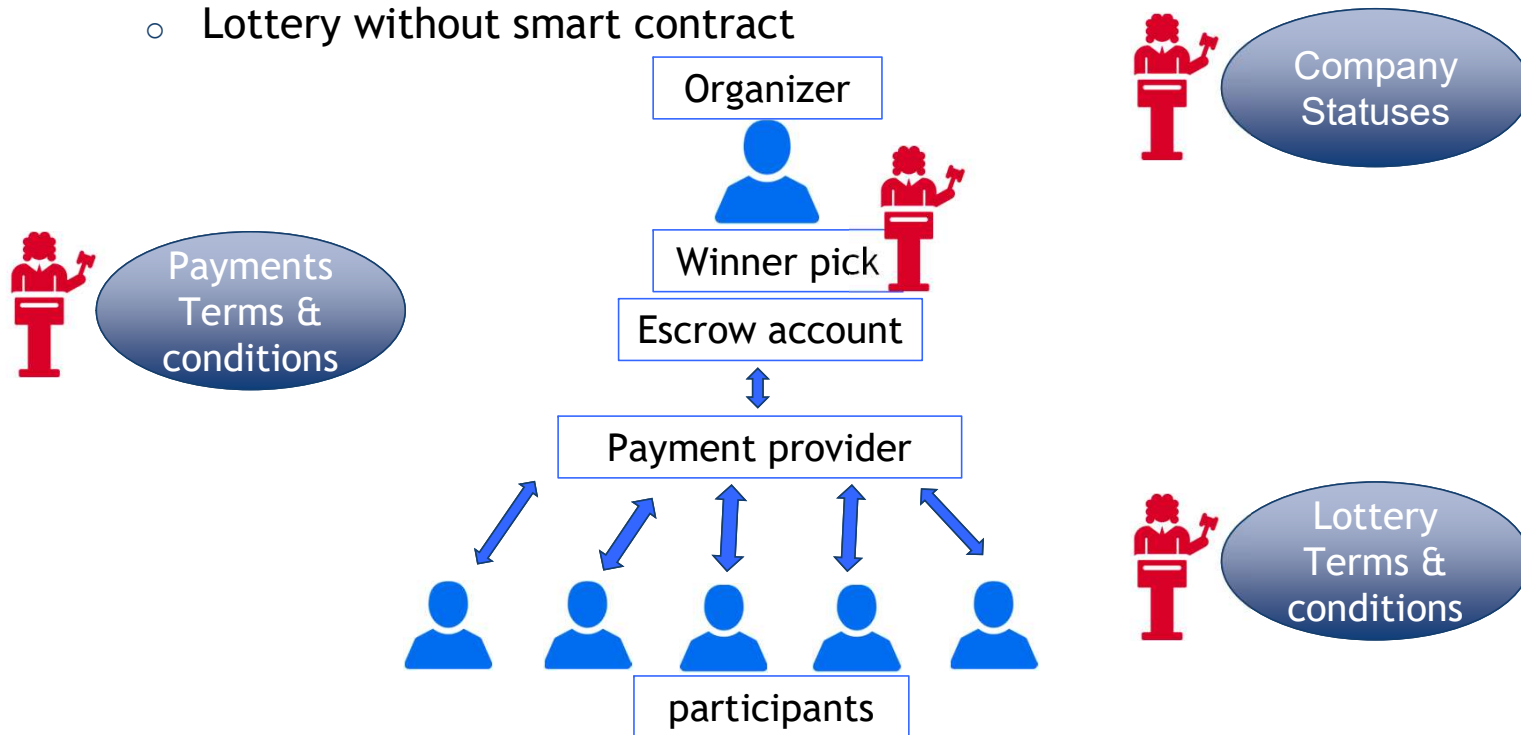 o Lottery without smart contract
Organizer
Company
Statuses
Winner pick
Payments
Terms &
conditions
Escrow account
Payment provider
Lottery
Terms &
conditions
participants